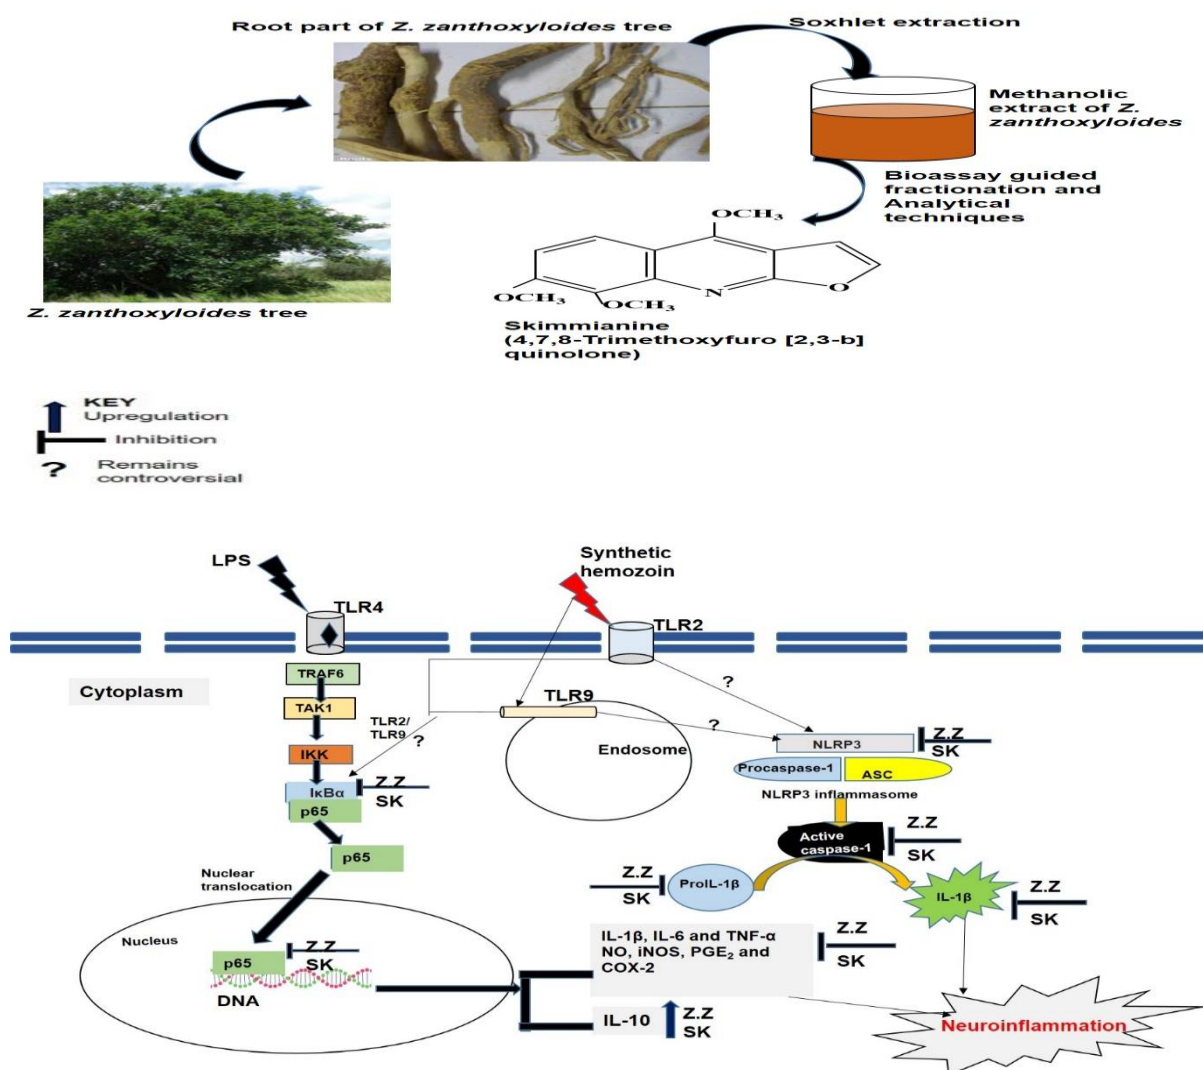 Root part of Z. zanthoxyloides tree
Soxhlet extraction
Methanolic
extract of Z.
zanthoxyloides
Bioassay guided
fractionation and
Analytical
techniques
Z. zanthoxyloides tree
OCH3
OCH3
OCH3
N
O
Skimmianine
(4,7,8-Trimethoxyfuro [2,3-b]
quinolone)
KEY
Upregulation
Inhibition
? Remains
controversial
LPS
TLR4
Synthetic
hemozoin
TLR2
Cytoplasm
TRAF6
TAK1
IKK
IκBα
p65
Z.Z
SK
TLR2/
TLR9
?
TLR9
Endosome
?
?
NLRP3
Z.Z
SK
Procaspase-1
ASC
NLRP3 inflammasome
Active
caspase-1
Z.Z
SK
Z.Z
SK
ProIL-1β
IL-1β
Z.Z
SK
p65
Nuclear
translocation
Nucleus
p65
Z.Z
SK
DNA
IL-1β, IL-6 and TNF-α
NO, iNOS, PGE2 and
COX-2
Z.Z
SK
IL-10
Z.Z
SK
Neuroinflammation